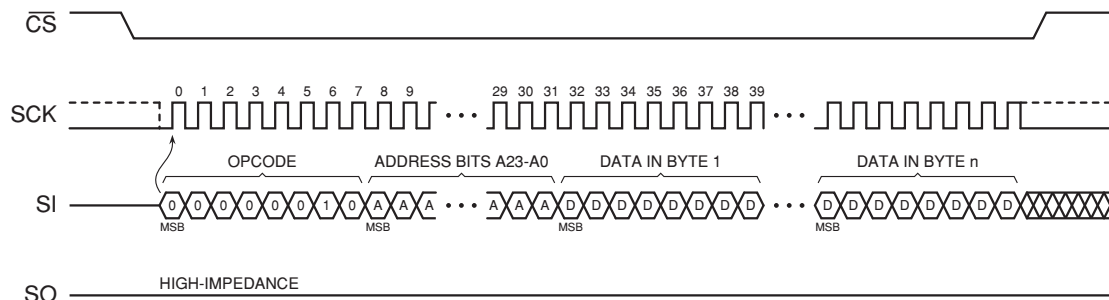 CS
SCK
0 1 2 3 4 5 6 7 8 9 29 30 31 32 33 34 35 36 37 38 39
OPCODE ADDRESS BITS A23-A0 DATA IN BYTE 1 DATA IN BYTE n
SI
0 0 0 0 0 0 1 0 A A A A A A D D D D D D D D D D D D D D D D
MSB MSB MSB MSB
SO
HIGH-IMPEDANCE